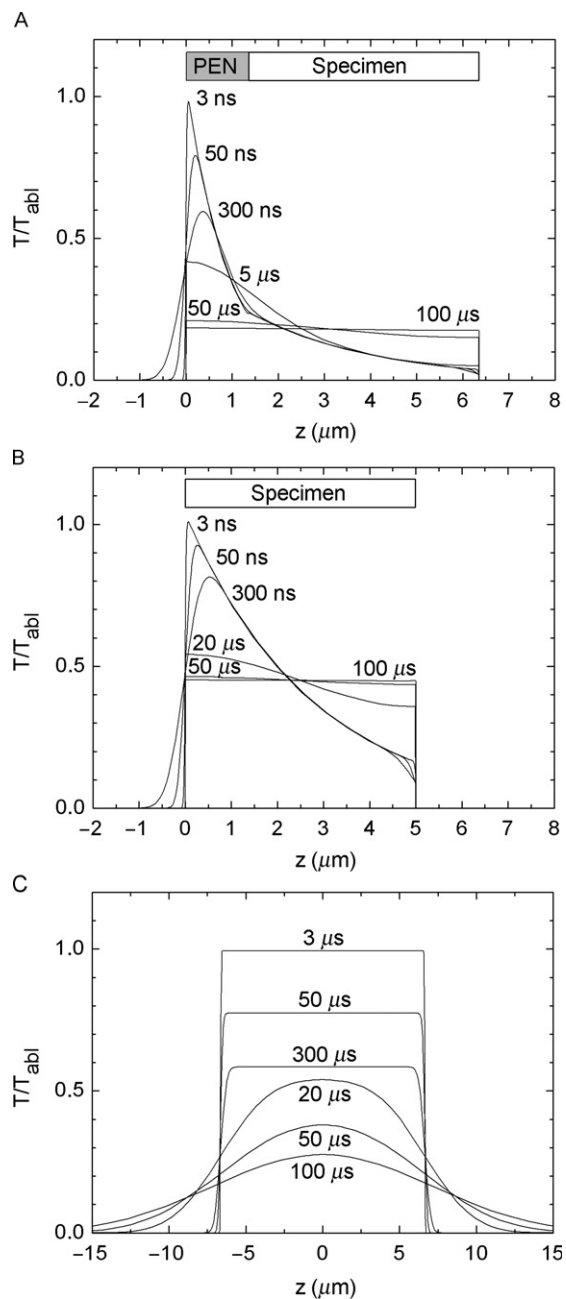 A
PEN Specimen
1.0
3 ns
50 ns
300 ns
T/Tabl
0.5
5 μs
50 μs
100 μs
0.0
−2 −1 0 1 2 3 4 5 6 7 8
z (μm)
B
Specimen
1.0
3 ns
50 ns
300 ns
T/Tabl
20 μs
0.5
50 μs
100 μs
0.0
−2 −1 0 1 2 3 4 5 6 7 8
z (μm)
C
1.0
3 μs
50 μs
300 μs
T/Tabl
0.5
20 μs
50 μs
100 μs
0.0
−15 −10 −5 0 5 10 15
z (μm)